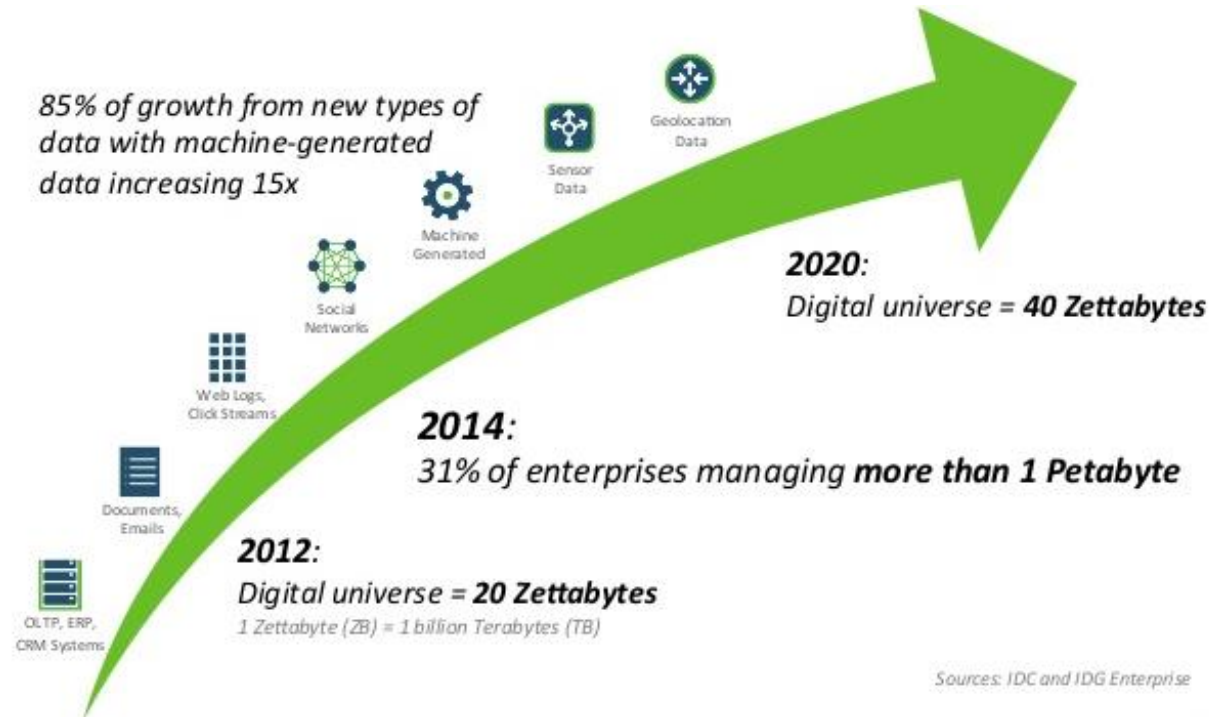 85% of growth from new types of
data with machine-generated
data increasing 15x
Geolocation
Data
Sensor
Data
Machine
Generated
Social
Networks
Web Logs,
Click Streams
Documents,
Emails
OLTP, ERP,
CRM Systems
2020:
Digital universe = 40 Zettabytes
2014:
31% of enterprises managing more than 1 Petabyte
2012:
Digital universe = 20 Zettabytes
1 Zettabyte (ZB) = 1 billion Terabytes (TB)
Sources: IDC and IDG Enterprise